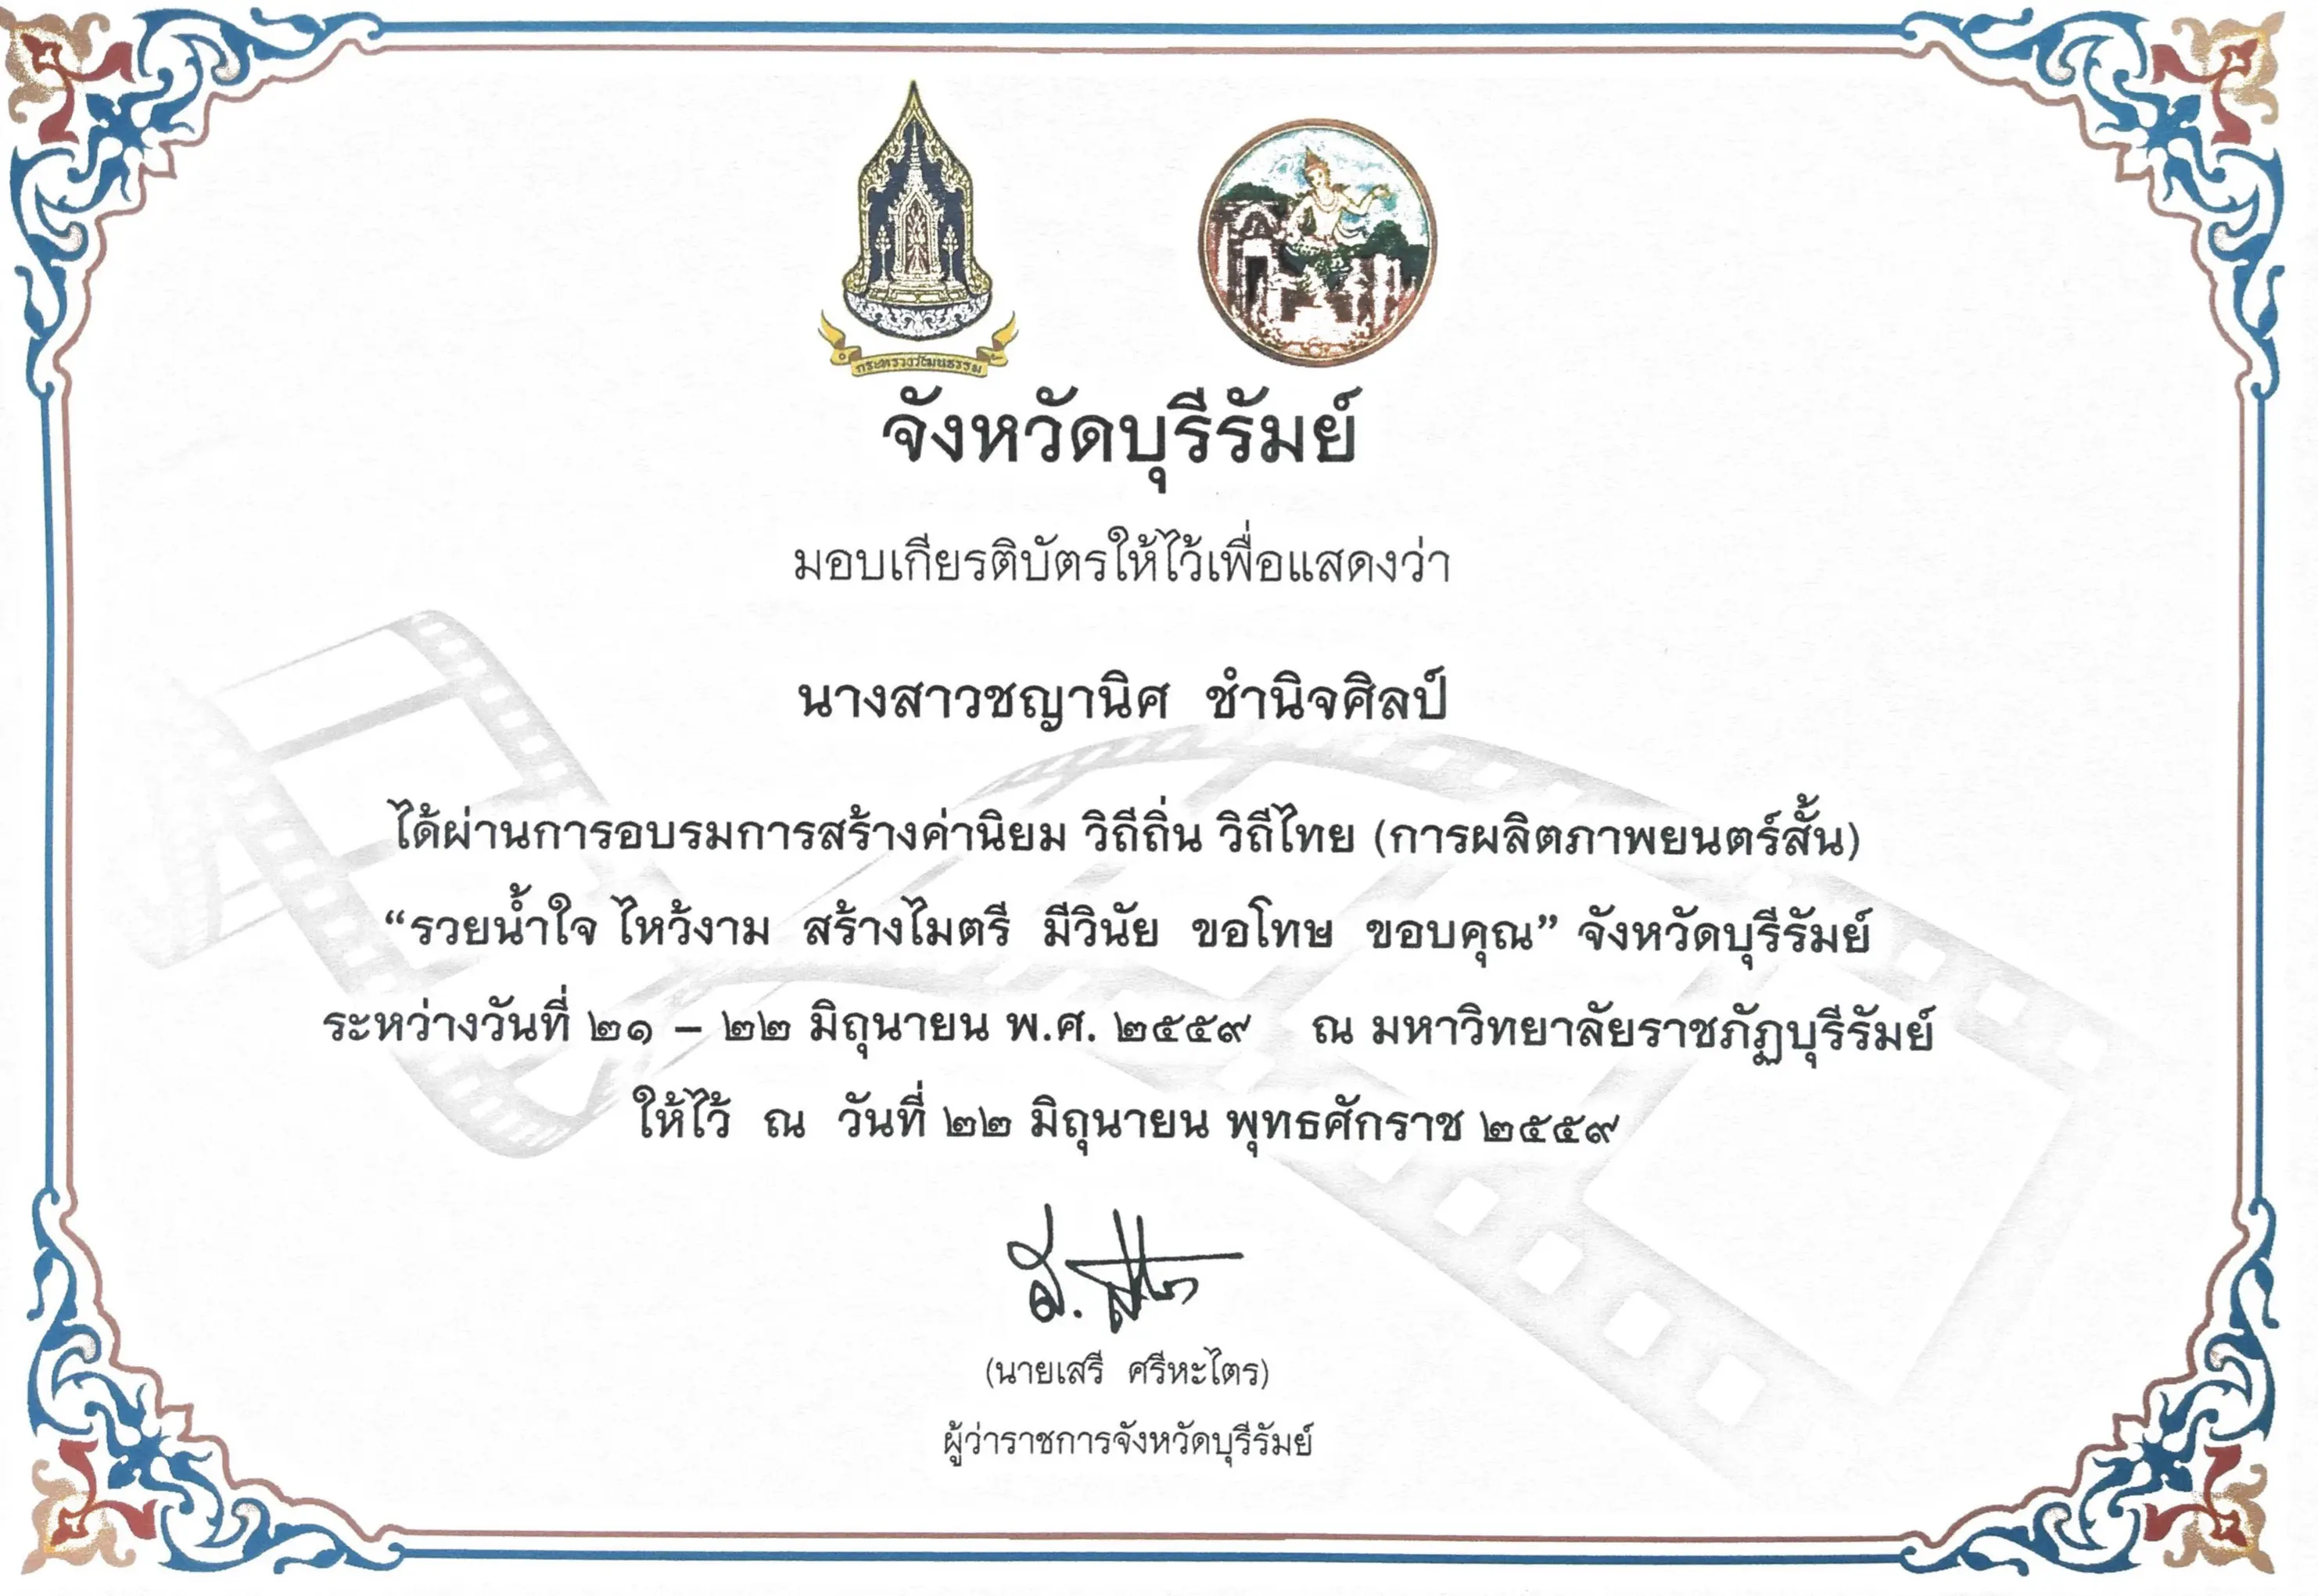 กระทรวงวัฒนธรรม
จังหวัดบุรีรัมย์
มอบเกียรติบัตรให้ไว้เพื่อแสดงว่า
นางสาวชญานิศ ชำนิจศิลป์
ได้ผ่านการอบรมการสร้างค่านิยม วิถีถิ่น วิถีไทย (การผลิตภาพยนตร์สั้น)
“รวยน้ำใจ ไหว้งาม สร้างไมตรี มีวินัย ขอโทษ ขอบคุณ” จังหวัดบุรีรัมย์
ระหว่างวันที่ ๒๑ – ๒๒ มิถุนายน พ.ศ. ๒๕๕๙ ณ มหาวิทยาลัยราชภัฏบุรีรัมย์
ให้ไว้ ณ วันที่ ๒๒ มิถุนายน พุทธศักราช ๒๕๕๙
(นายเสรี ศรีหะไตร)
ผู้ว่าราชการจังหวัดบุรีรัมย์